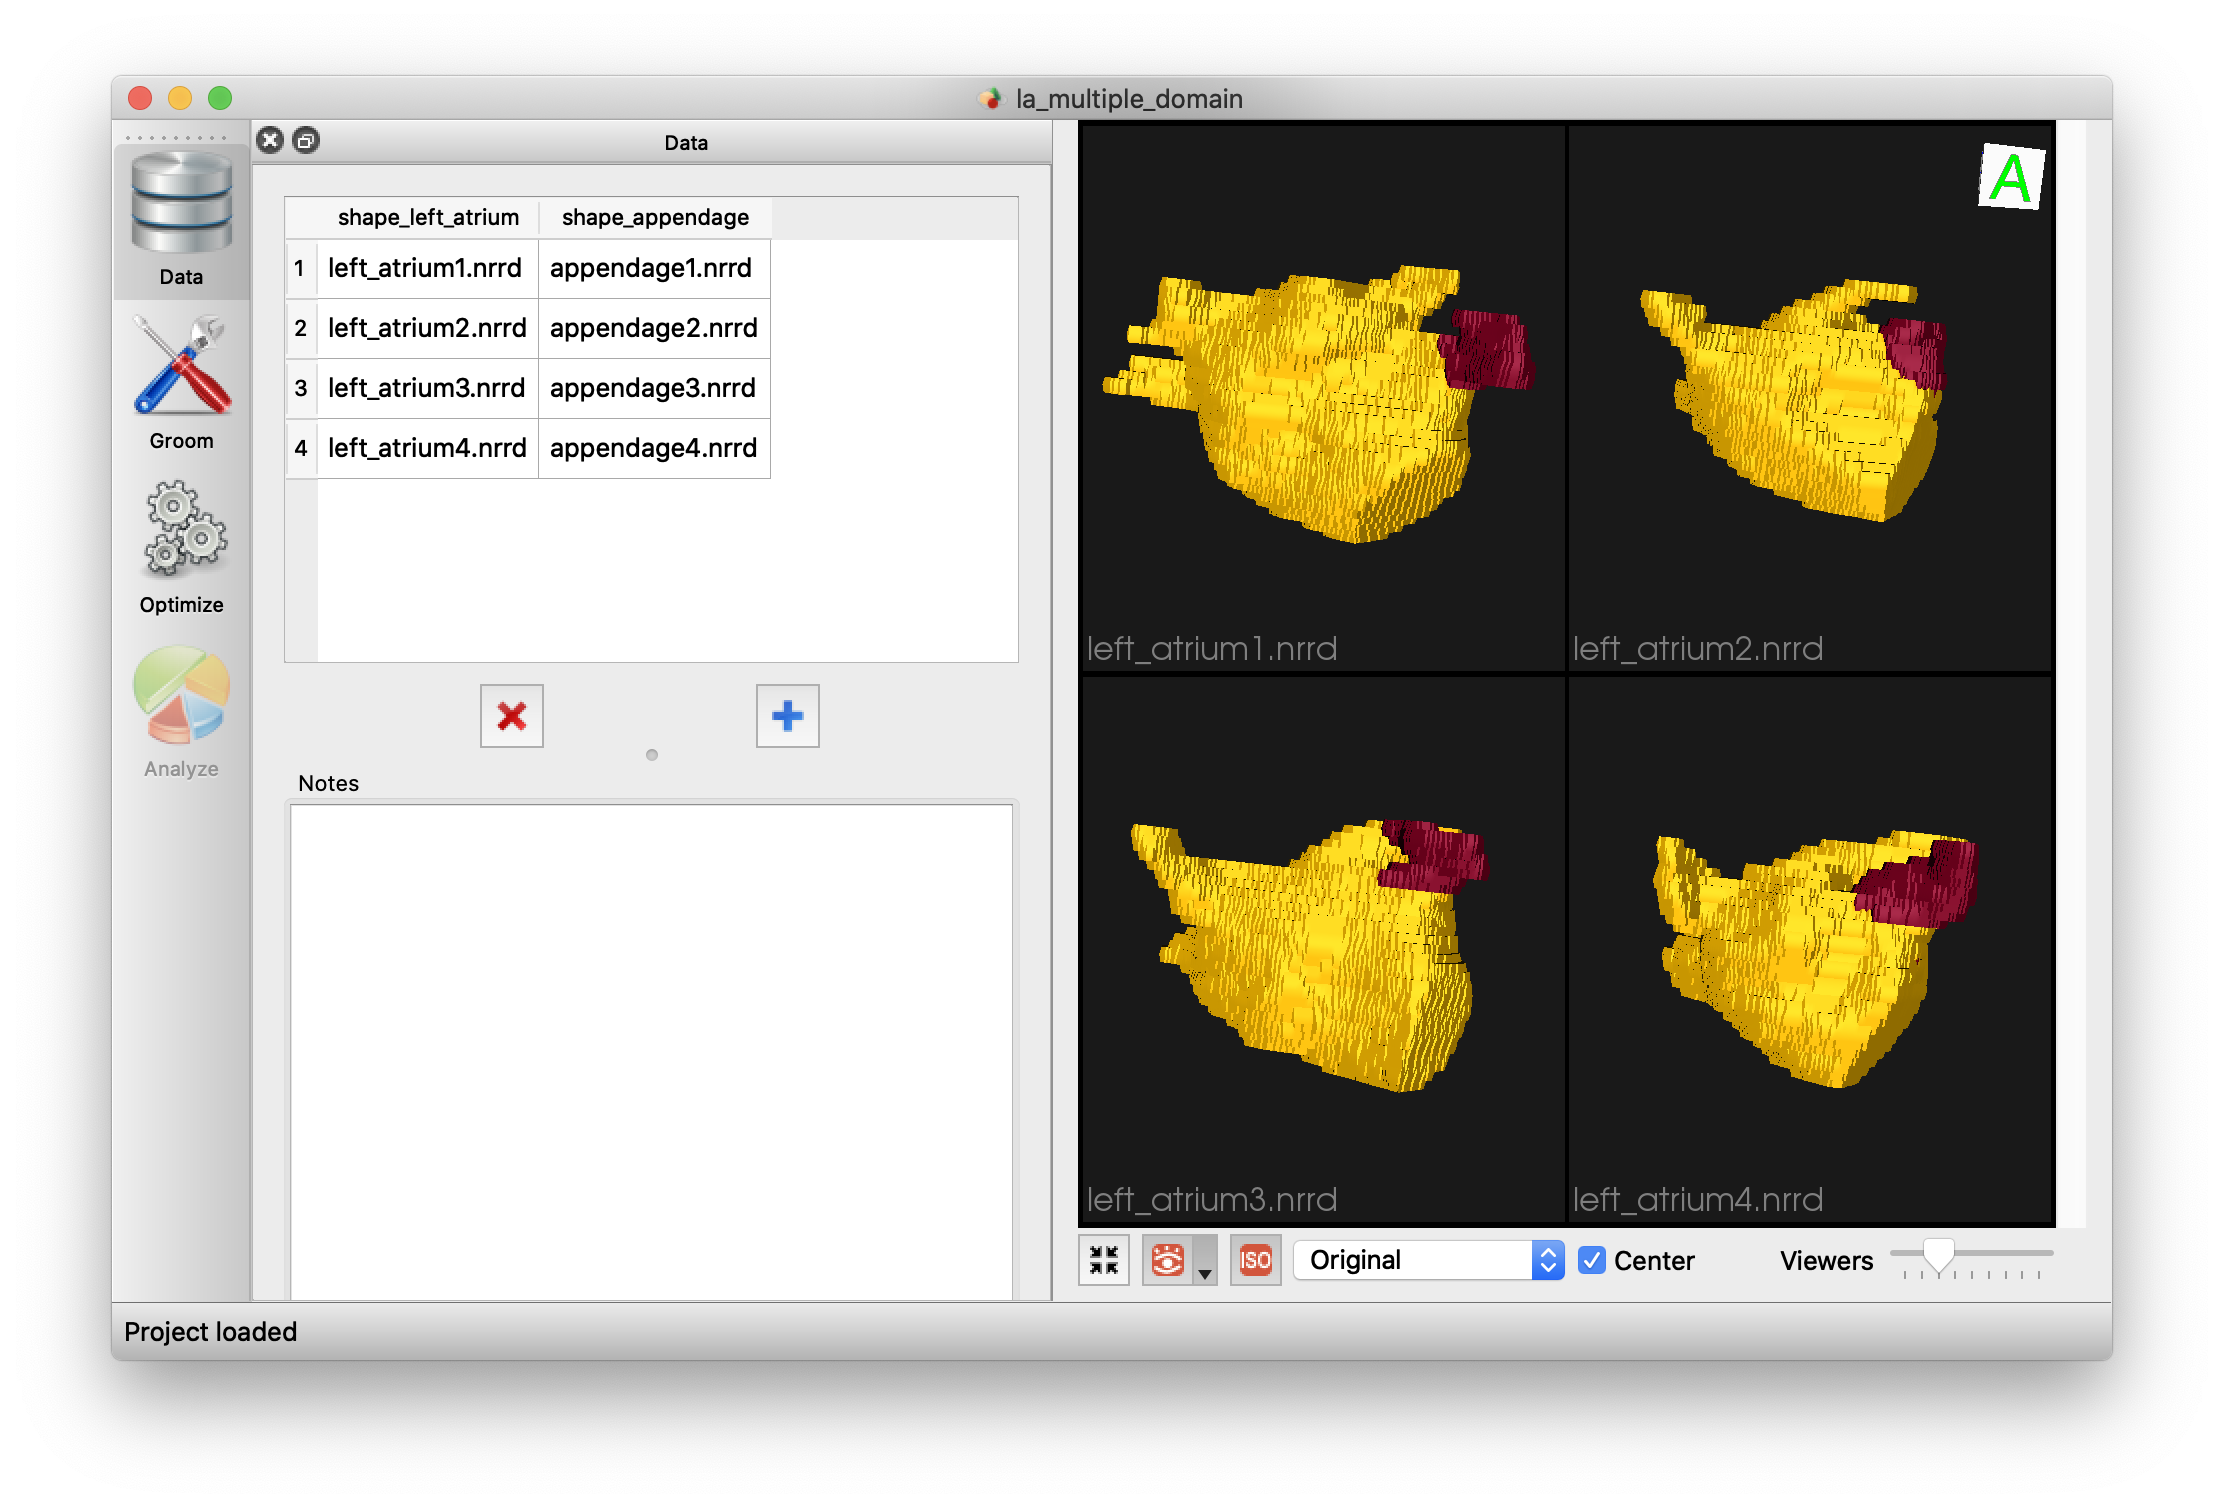 la_multiple_domain
Data
Groom
Optimize
Analyze
Data
shape_left_atrium shape_appendage
1 left_atrium1.nrrd appendage1.nrrd
2 left_atrium2.nrrd appendage2.nrrd
3 left_atrium3.nrrd appendage3.nrrd
4 left_atrium4.nrrd appendage4.nrrd
Notes
A
left_atrium1.nrrd
left_atrium2.nrrd
left_atrium3.nrrd
left_atrium4.nrrd
ISO Original Center Viewers
Project loaded